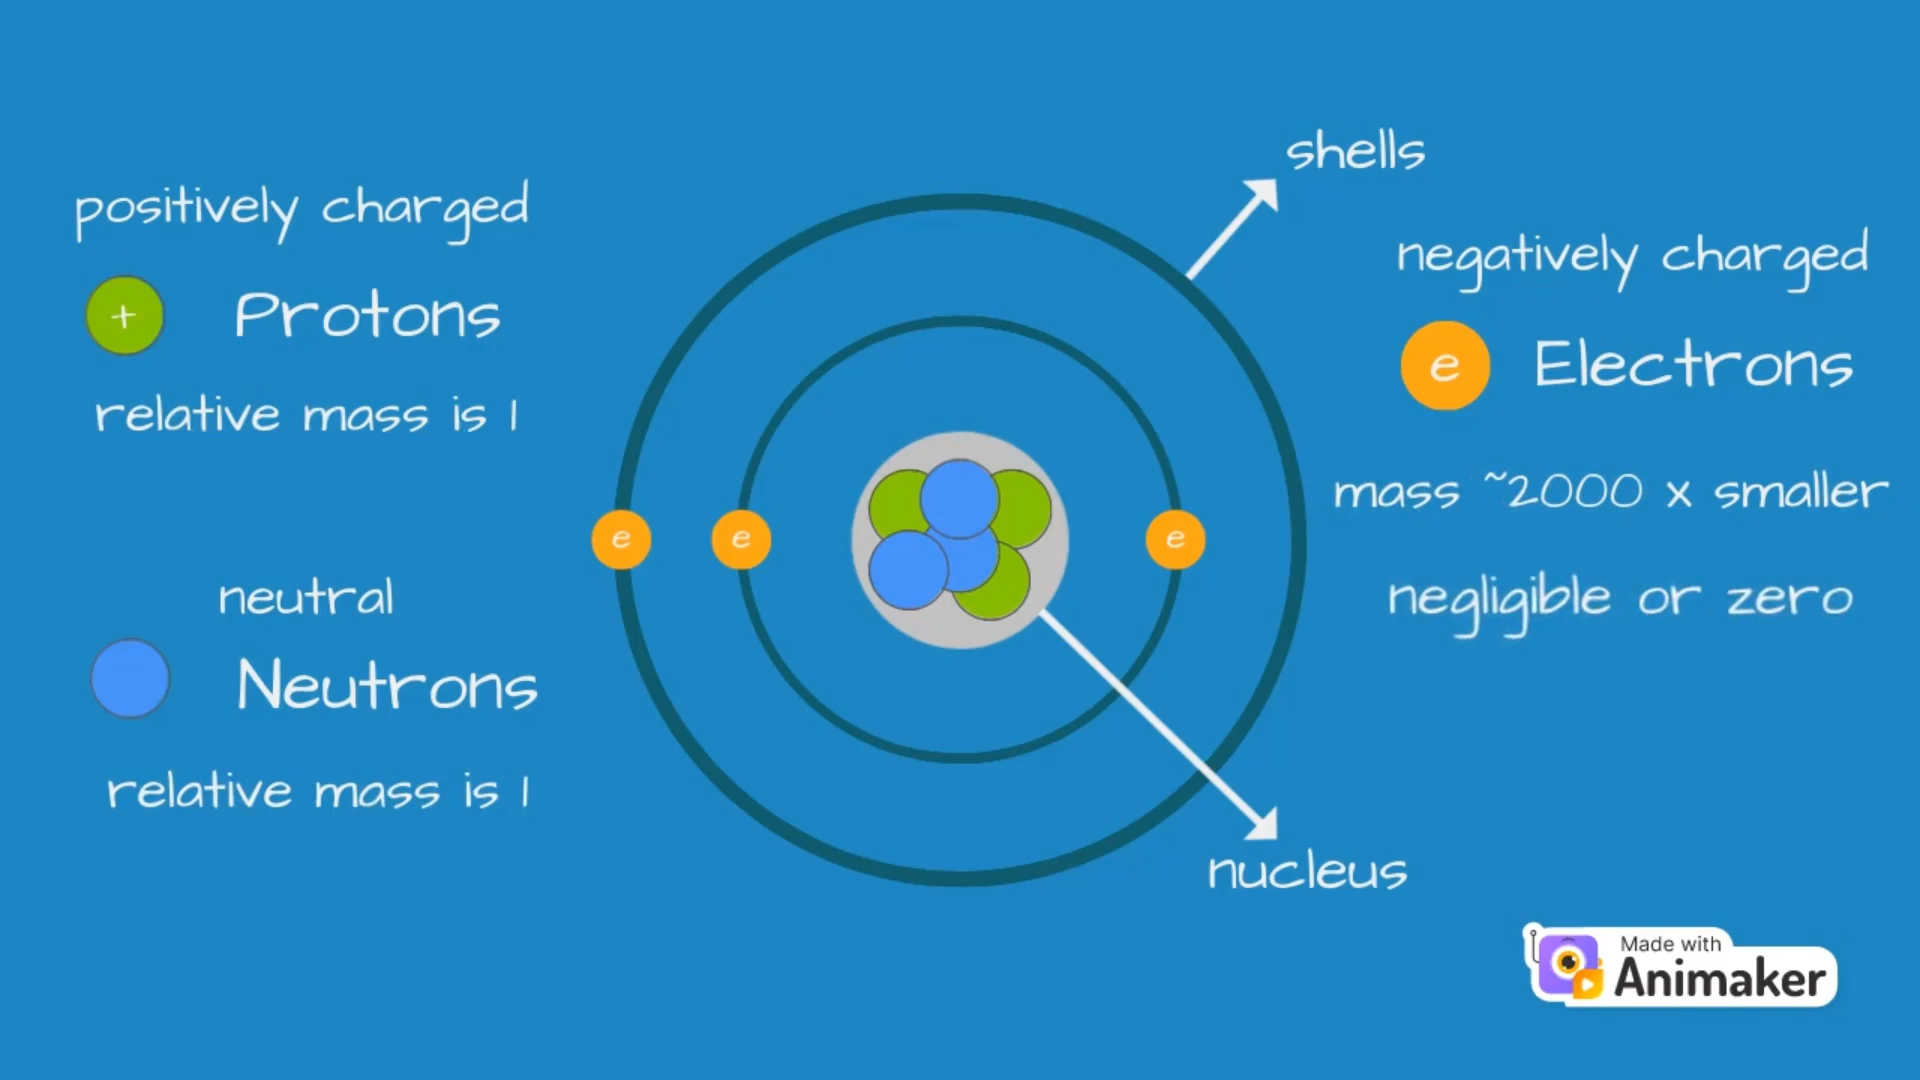 positively charged
+ Protons
relative mass is 1
neutral
Neutrons
relative mass is 1
e
e
e
shells
nucleus
negatively charged
e Electrons
mass ~2000 x smaller
negligible or zero
Made with
Animaker